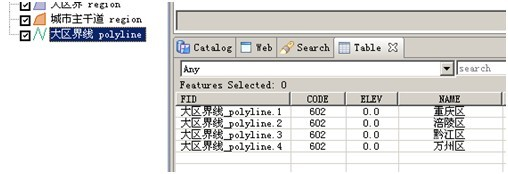 大区界 region
城市主干道 region
大区界线 polyline
Catalog Web Search Table
Any search
Features Selected: 0
FID CODE ELEV NAME
大区界线_polyline.1 602 0.0 重庆区
大区界线_polyline.2 602 0.0 涪陵区
大区界线_polyline.3 602 0.0 黔江区
大区界线_polyline.4 602 0.0 万州区